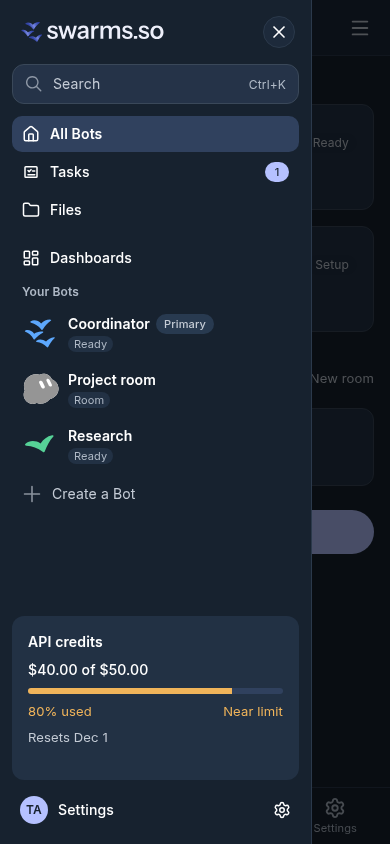 swarms.so
Search Ctrl+K
All Bots
Tasks 1
Files
Dashboards
Your Bots
Coordinator Primary
Ready
Project room
Room
Research
Ready
Create a Bot
API credits
$40.00 of $50.00
80% used Near limit
Resets Dec 1
TA Settings
Ready
Setup
New room
Settings